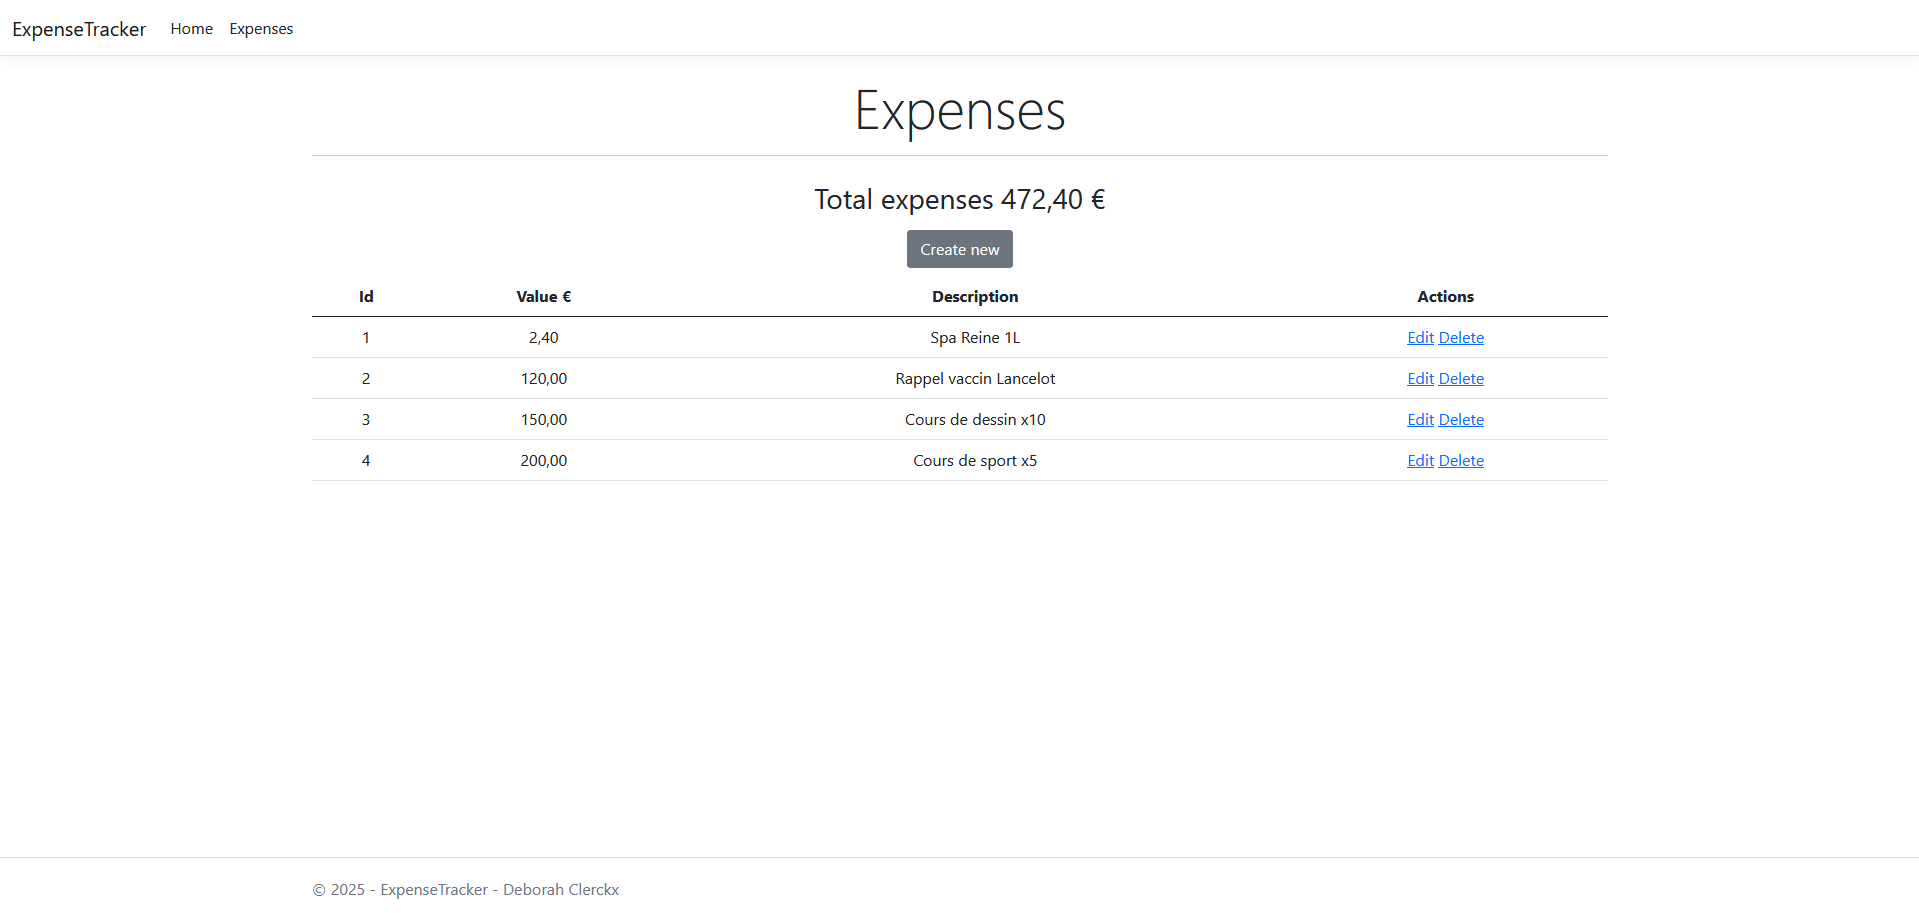 ExpenseTracker Home Expenses
Expenses
Total expenses 472,40 €
Create new
Id Value € Description Actions
1 2,40 Spa Reine 1L Edit Delete
2 120,00 Rappel vaccin Lancelot Edit Delete
3 150,00 Cours de dessin x10 Edit Delete
4 200,00 Cours de sport x5 Edit Delete
© 2025 - ExpenseTracker - Deborah Clerckx